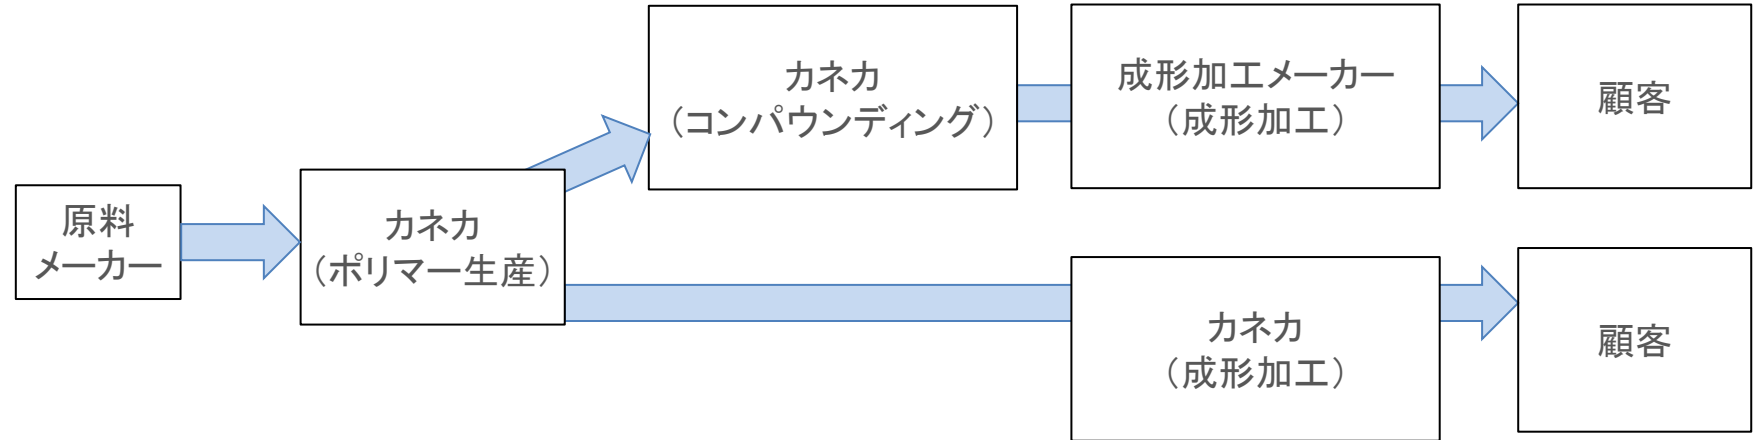 原料
メーカー
カネカ
（ポリマー生産）
カネカ
（コンパウンディング）
成形加工メーカー
（成形加工）
顧客
カネカ
（成形加工）
顧客